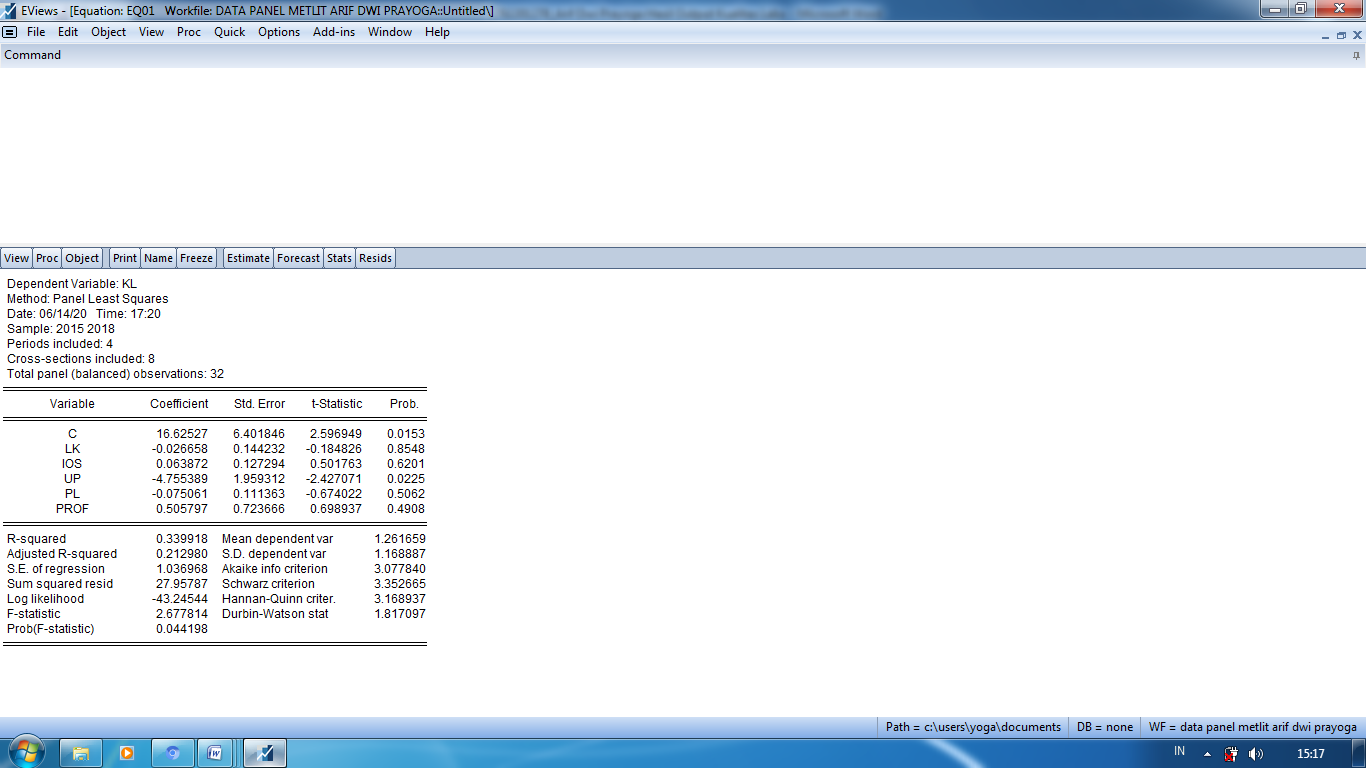 EViews - [Equation: EQ01 Workfile: DATA PANEL METLIT ARIF DWI PRAYOGA::Untitled\]
File Edit Object View Proc Quick Options Add-ins Window Help
Command
View Proc Object Print Name Freeze Estimate Forecast Stats Resids
Dependent Variable: KL
Method: Panel Least Squares
Date: 06/14/20 Time: 17:20
Sample: 2015 2018
Periods included: 4
Cross-sections included: 8
Total panel (balanced) observations: 32
Variable Coefficient Std. Error t-Statistic Prob.
C 16.62527 6.401846 2.596949 0.0153
LK -0.026658 0.144232 -0.184826 0.8548
IOS 0.063872 0.127294 0.501763 0.6201
UP -4.755389 1.959312 -2.427071 0.0225
PL -0.075061 0.111363 -0.674022 0.5062
PROF 0.505797 0.723666 0.698937 0.4908
R-squared 0.339918 Mean dependent var 1.261659
Adjusted R-squared 0.212980 S.D. dependent var 1.168887
S.E. of regression 1.036968 Akaike info criterion 3.077840
Sum squared resid 27.95787 Schwarz criterion 3.352665
Log likelihood -43.24544 Hannan-Quinn criter. 3.168937
F-statistic 2.677814 Durbin-Watson stat 1.817097
Prob(F-statistic) 0.044198
Path = c:\users\yoga\documents DB = none WF = data panel metlit arif dwi prayoga
IN 15:17